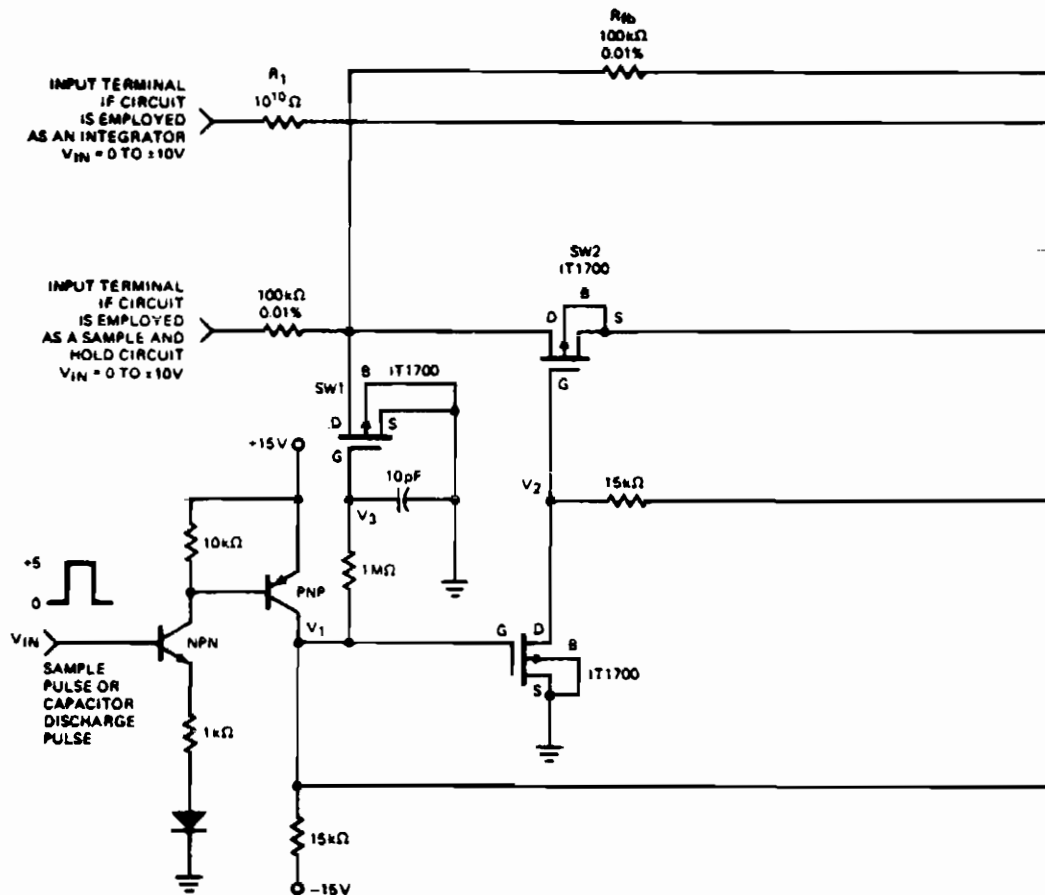 Rfb
100kΩ
0.01%
R1
10¹⁰Ω
INPUT TERMINAL
IF CIRCUIT
IS EMPLOYED
AS AN INTEGRATOR
VIN = 0 TO ±10V
SW2
IT1700
B
D
S
G
INPUT TERMINAL
IF CIRCUIT
IS EMPLOYED
AS A SAMPLE AND
HOLD CIRCUIT
VIN = 0 TO ±10V
100kΩ
0.01%
SW1
B
IT1700
D
S
G
+15V
10pF
V3
V2
15kΩ
10kΩ
1MΩ
+5
0
PNP
VIN
NPN
V1
G
D
B
IT1700
S
SAMPLE
PULSE OR
CAPACITOR
DISCHARGE
PULSE
1kΩ
15kΩ
-15V